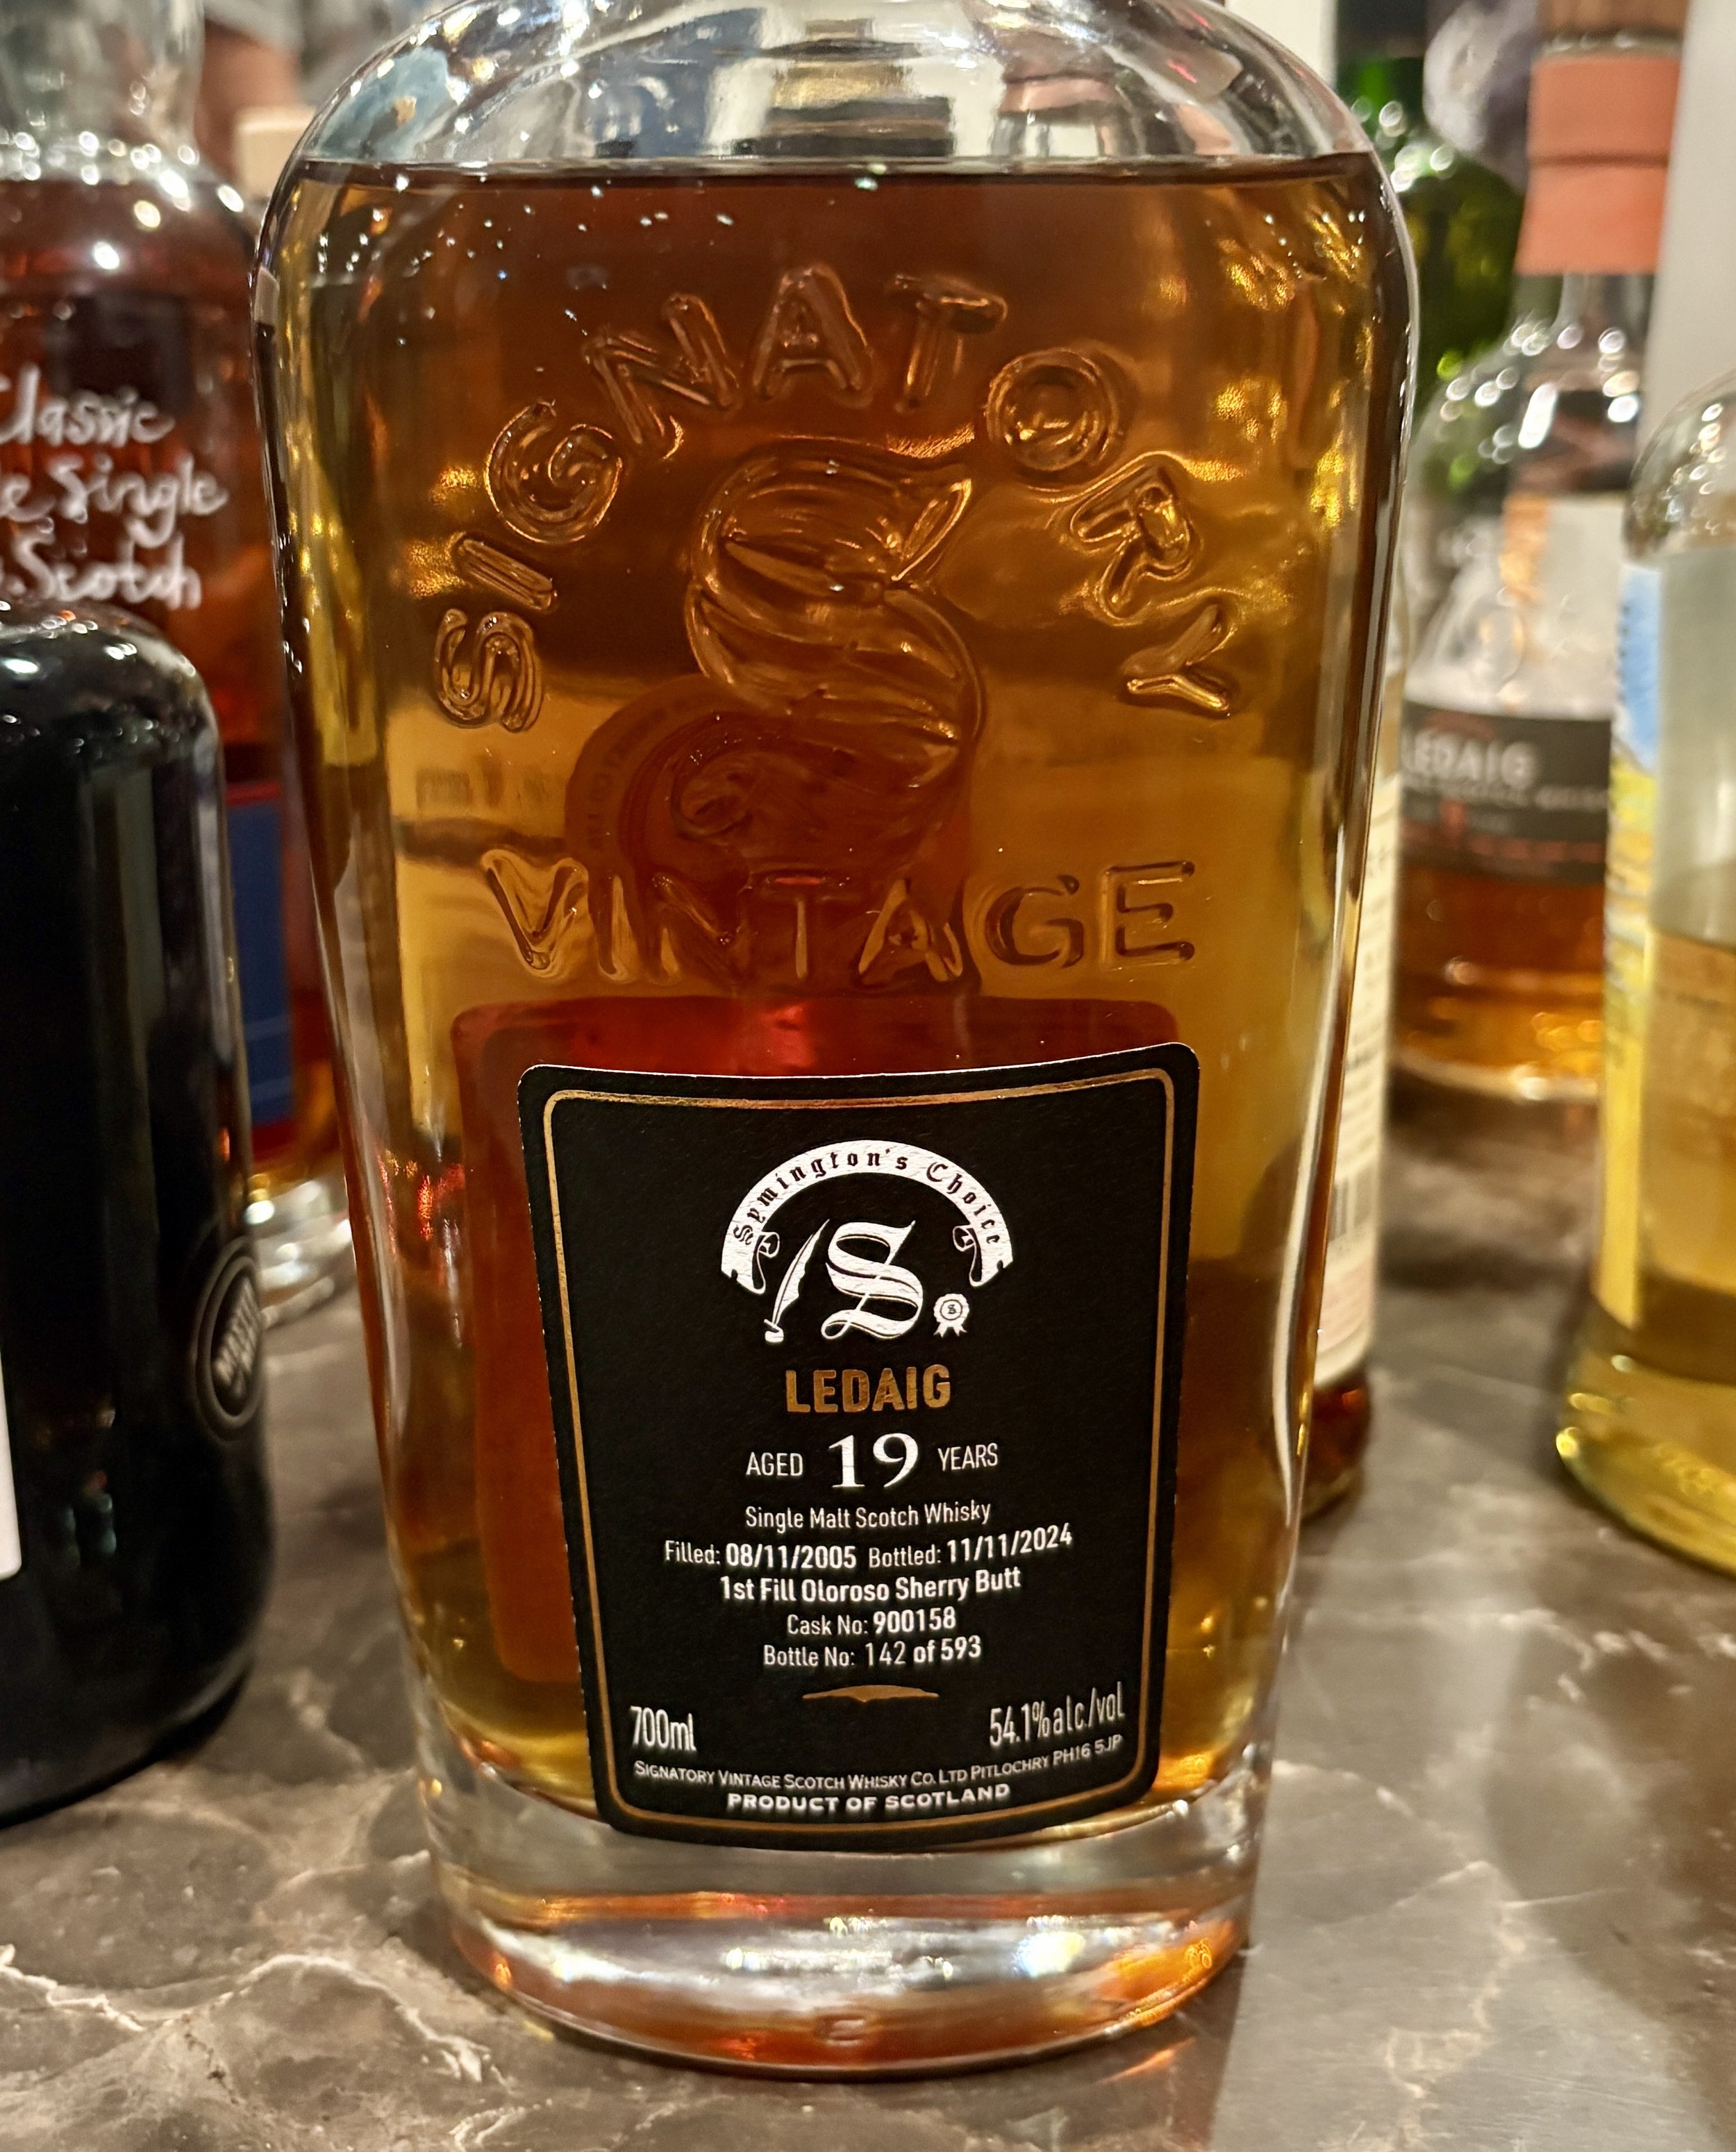 SIGNATORY
VINTAGE
Classic
Single
Scotch
LEDAIG
Symington's Choice
S
LEDAIG
AGED 19 YEARS
Single Malt Scotch Whisky
Filled: 08/11/2005 Bottled: 11/11/2024
1st Fill Oloroso Sherry Butt
Cask No: 900158
Bottle No: 142 of 593
700ml 54.1%alc/vol
SIGNATORY VINTAGE SCOTCH WHISKY CO. LTD PITLOCHRY PH16 5JP
PRODUCT OF SCOTLAND